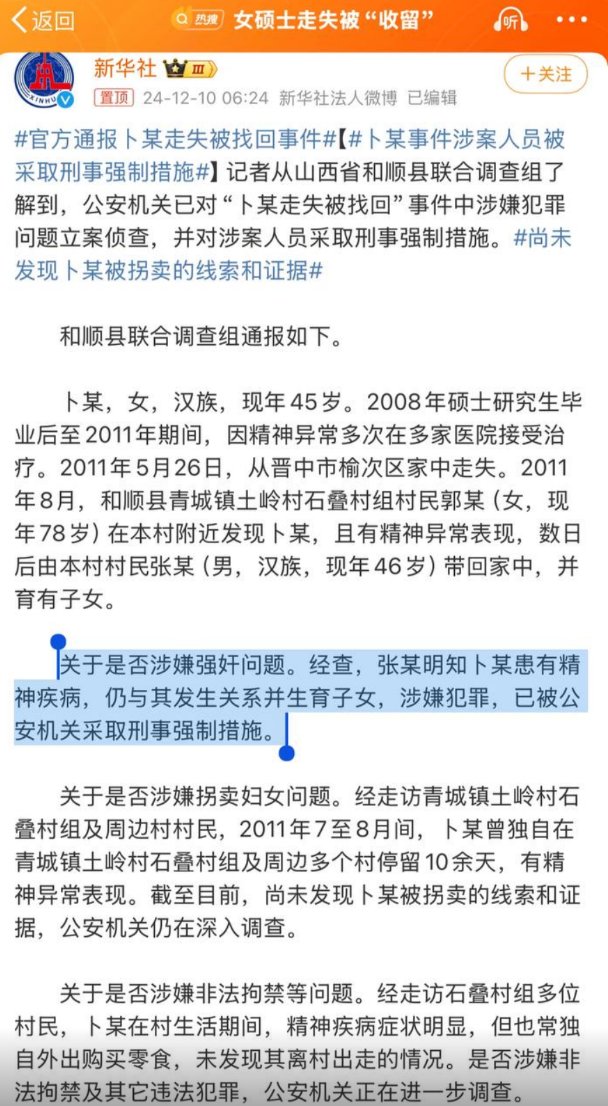 返回
热搜
女硕士走失被“收留”
听
XINHU
新华社
III
+关注
置顶
24-12-10 06:24 新华社法人微博 已编辑
#官方通报卜某走失被找回事件#【#卜某事件涉案人员被
采取刑事强制措施#】记者从山西省和顺县联合调查组了
解到，公安机关已对“卜某走失被找回”事件中涉嫌犯罪
问题立案侦查，并对涉案人员采取刑事强制措施。#尚未
发现卜某被拐卖的线索和证据#
和顺县联合调查组通报如下。
卜某，女，汉族，现年45岁。2008年硕士研究生毕
业后至2011年期间，因精神异常多次在多家医院接受治
疗。2011年5月26日，从晋中市榆次区家中走失。2011
年8月，和顺县青城镇土岭村石叠村组村民郭某（女，现
年78岁）在本村附近发现卜某，且有精神异常表现，数日
后由本村村民张某（男，汉族，现年46岁）带回家中，并
育有子女。
关于是否涉嫌强奸问题。经查，张某明知卜某患有精
神疾病，仍与其发生关系并生育子女，涉嫌犯罪，已被公
安机关采取刑事强制措施。
关于是否涉嫌拐卖妇女问题。经走访青城镇土岭村石
叠村组及周边村村民，2011年7至8月间，卜某曾独自在
青城镇土岭村石叠村组及周边多个村停留10余天，有精
神异常表现。截至目前，尚未发现卜某被拐卖的线索和证
据，公安机关仍在深入调查。
关于是否涉嫌非法拘禁等问题。经走访石叠村组多位
村民，卜某在村生活期间，精神疾病症状明显，但也常独
自外出购买零食，未发现其离村出走的情况。是否涉嫌非
法拘禁及其它违法犯罪，公安机关正在进一步调查。